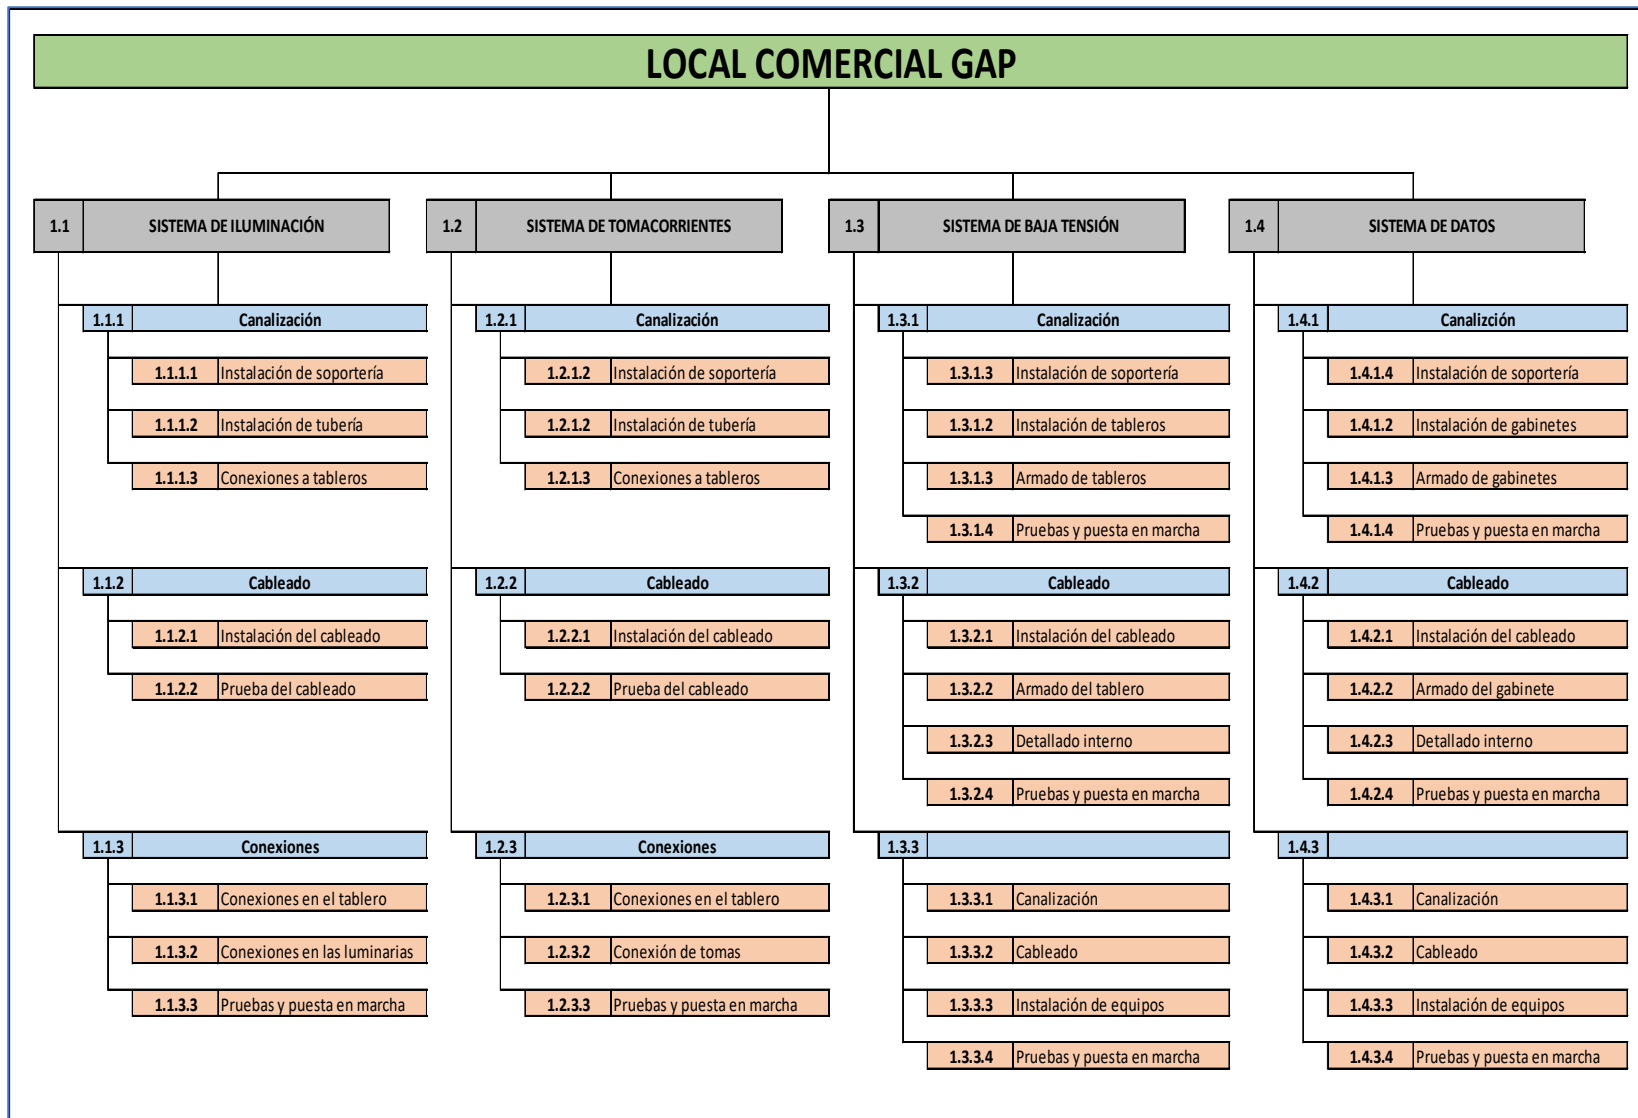 LOCAL COMERCIAL GAP
1.1 SISTEMA DE ILUMINACIÓN
1.1.1 Canalización
1.1.1.1 Instalación de soportería
1.1.1.2 Instalación de tubería
1.1.1.3 Conexiones a tableros
1.1.2 Cableado
1.1.2.1 Instalación del cableado
1.1.2.2 Prueba del cableado
1.1.3 Conexiones
1.1.3.1 Conexiones en el tablero
1.1.3.2 Conexiones en las luminarias
1.1.3.3 Pruebas y puesta en marcha
1.2 SISTEMA DE TOMACORRIENTES
1.2.1 Canalización
1.2.1.2 Instalación de soportería
1.2.1.2 Instalación de tubería
1.2.1.3 Conexiones a tableros
1.2.2 Cableado
1.2.2.1 Instalación del cableado
1.2.2.2 Prueba del cableado
1.2.3 Conexiones
1.2.3.1 Conexiones en el tablero
1.2.3.2 Conexión de tomas
1.2.3.3 Pruebas y puesta en marcha
1.3 SISTEMA DE BAJA TENSIÓN
1.3.1 Canalización
1.3.1.3 Instalación de soportería
1.3.1.2 Instalación de tableros
1.3.1.3 Armado de tableros
1.3.1.4 Pruebas y puesta en marcha
1.3.2 Cableado
1.3.2.1 Instalación del cableado
1.3.2.2 Armado del tablero
1.3.2.3 Detallado interno
1.3.2.4 Pruebas y puesta en marcha
1.3.3
1.3.3.1 Canalización
1.3.3.2 Cableado
1.3.3.3 Instalación de equipos
1.3.3.4 Pruebas y puesta en marcha
1.4 SISTEMA DE DATOS
1.4.1 Canalizción
1.4.1.4 Instalación de soportería
1.4.1.2 Instalación de gabinetes
1.4.1.3 Armado de gabinetes
1.4.1.4 Pruebas y puesta en marcha
1.4.2 Cableado
1.4.2.1 Instalación del cableado
1.4.2.2 Armado del gabinete
1.4.2.3 Detallado interno
1.4.2.4 Pruebas y puesta en marcha
1.4.3
1.4.3.1 Canalización
1.4.3.2 Cableado
1.4.3.3 Instalación de equipos
1.4.3.4 Pruebas y puesta en marcha